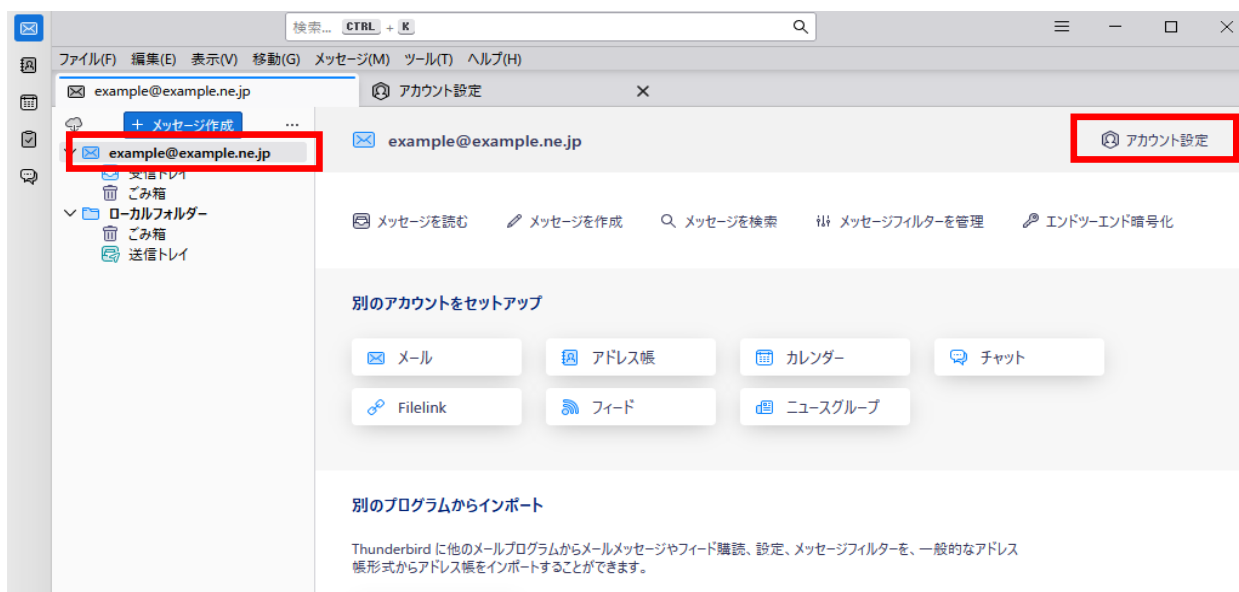 検索... CTRL + K
ファイル(F) 編集(E) 表示(V) 移動(G) メッセージ(M) ツール(T) ヘルプ(H)
example@example.ne.jp アカウント設定
+ メッセージ作成 ...
example@example.ne.jp
受信トレイ
ごみ箱
ローカルフォルダー
ごみ箱
送信トレイ
example@example.ne.jp アカウント設定
メッセージを読む メッセージを作成 メッセージを検索 メッセージフィルターを管理 エンドツーエンド暗号化
別のアカウントをセットアップ
メール アドレス帳 カレンダー チャット
Filelink フィード ニュースグループ
別のプログラムからインポート
Thunderbird に他のメールプログラムからメールメッセージやフィード購読、設定、メッセージフィルターを、一般的なアドレス
帳形式からアドレス帳をインポートすることができます。